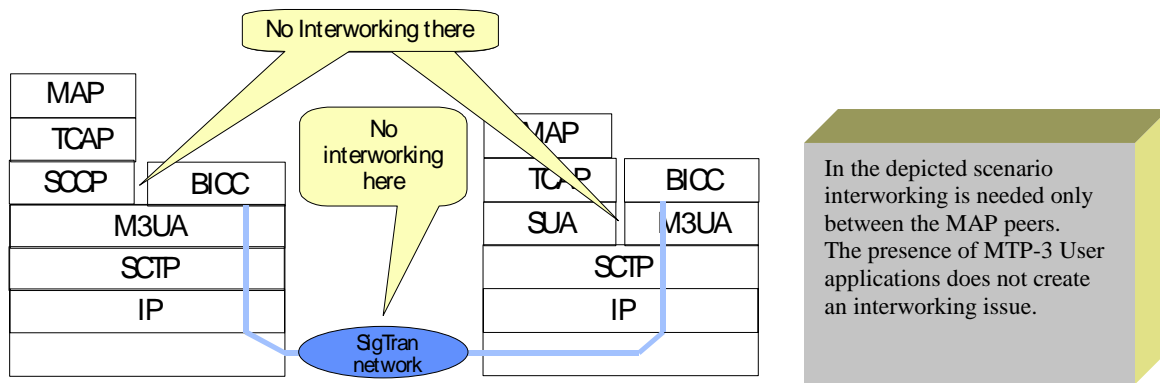 No Interworking there
MAP
TCAP
SCCP
BICC
M3UA
SCTP
IP
No
interworking
here
MAP
TCAP
BICC
SUA
M3UA
SCTP
IP
SigTran
network
In the depicted scenario
interworking is needed only
between the MAP peers.
The presence of MTP-3 User
applications does not create
an interworking issue.